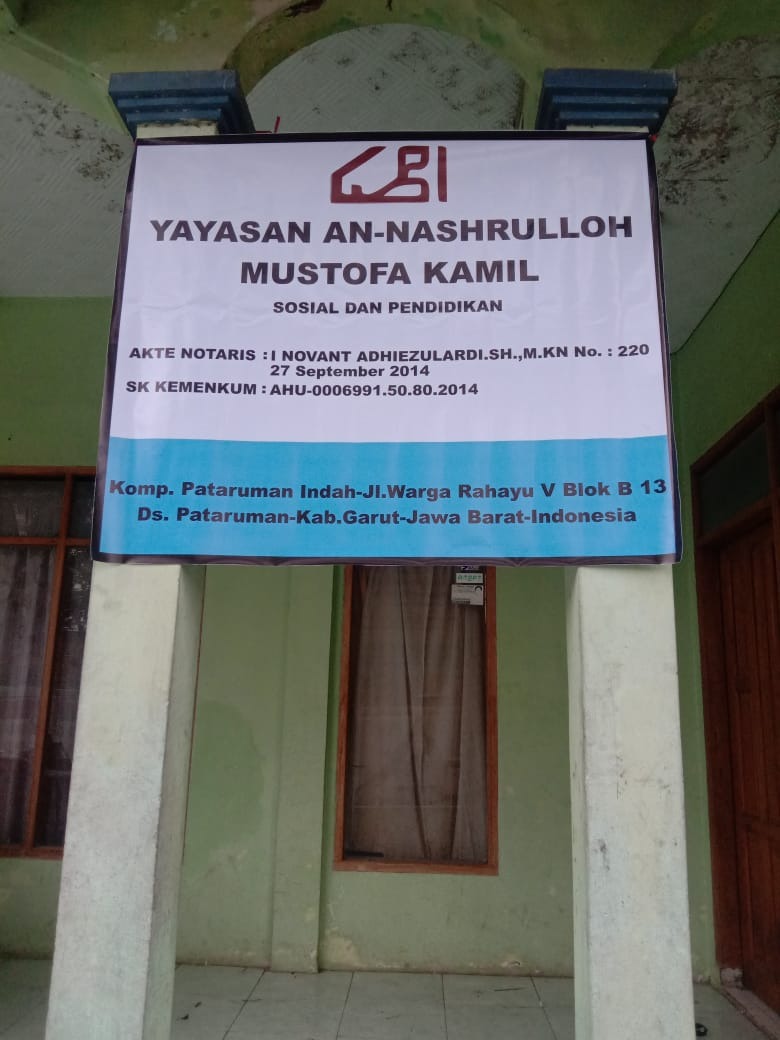 YAYASAN AN-NASHRULLOH
MUSTOFA KAMIL
SOSIAL DAN PENDIDIKAN
AKTE NOTARIS : I NOVANT ADHIEZULARDI.SH.,M.KN No. : 220
27 September 2014
SK KEMENKUM : AHU-0006991.50.80.2014
Komp. Pataruman Indah-Jl.Warga Rahayu V Blok B 13
Ds. Pataruman-Kab.Garut-Jawa Barat-Indonesia